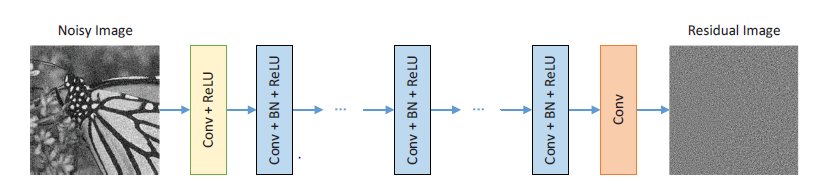 Noisy Image
Residual Image
Conv + ReLU
Conv + BN + ReLU
...
Conv + BN + ReLU
...
Conv + BN + ReLU
Conv